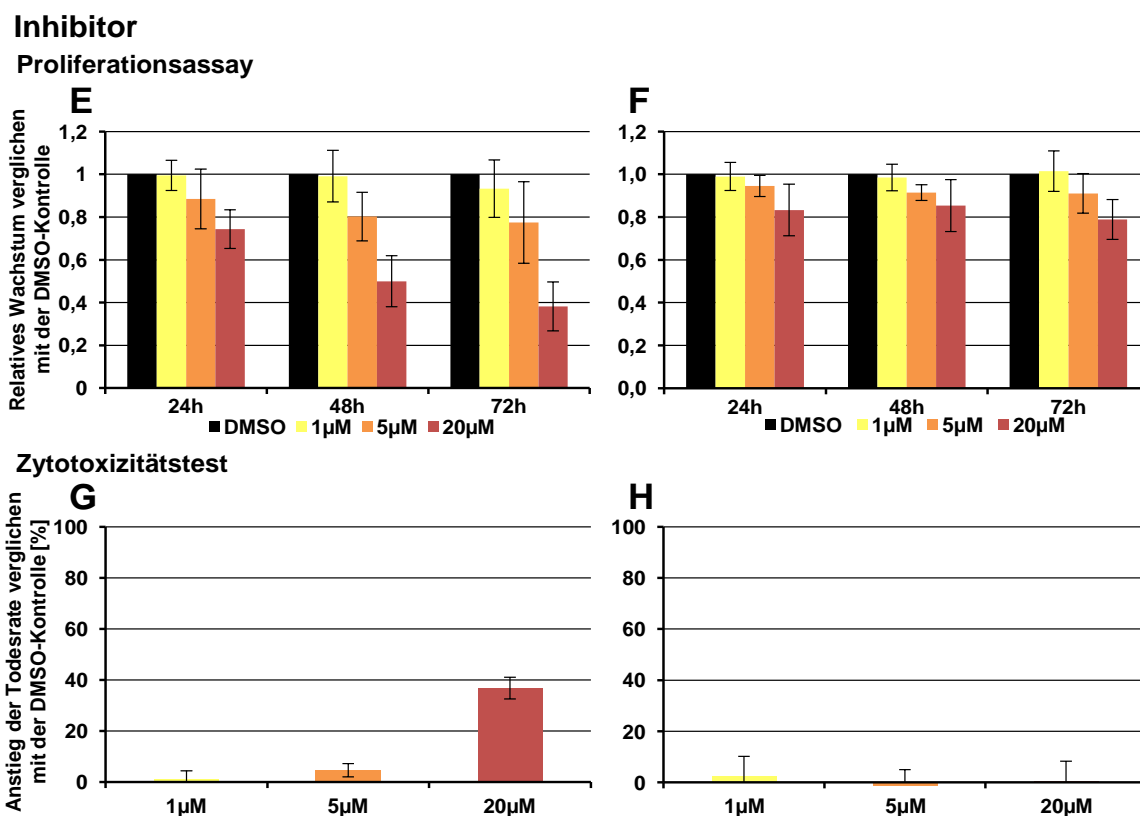 Inhibitor
Proliferationsassay
E
F
Relatives Wachstum verglichen
mit der DMSO-Kontrolle
1,2
1
0,8
0,6
0,4
0,2
0
24h 48h 72h
DMSO 1µM 5µM 20µM
1,2
1,0
0,8
0,6
0,4
0,2
0,0
24h 48h 72h
DMSO 1µM 5µM 20µM
Zytotoxizitätstest
G
H
Anstieg der Todesrate verglichen
mit der DMSO-Kontrolle [%]
100
80
60
40
20
0
1µM 5µM 20µM
100
80
60
40
20
0
1µM 5µM 20µM